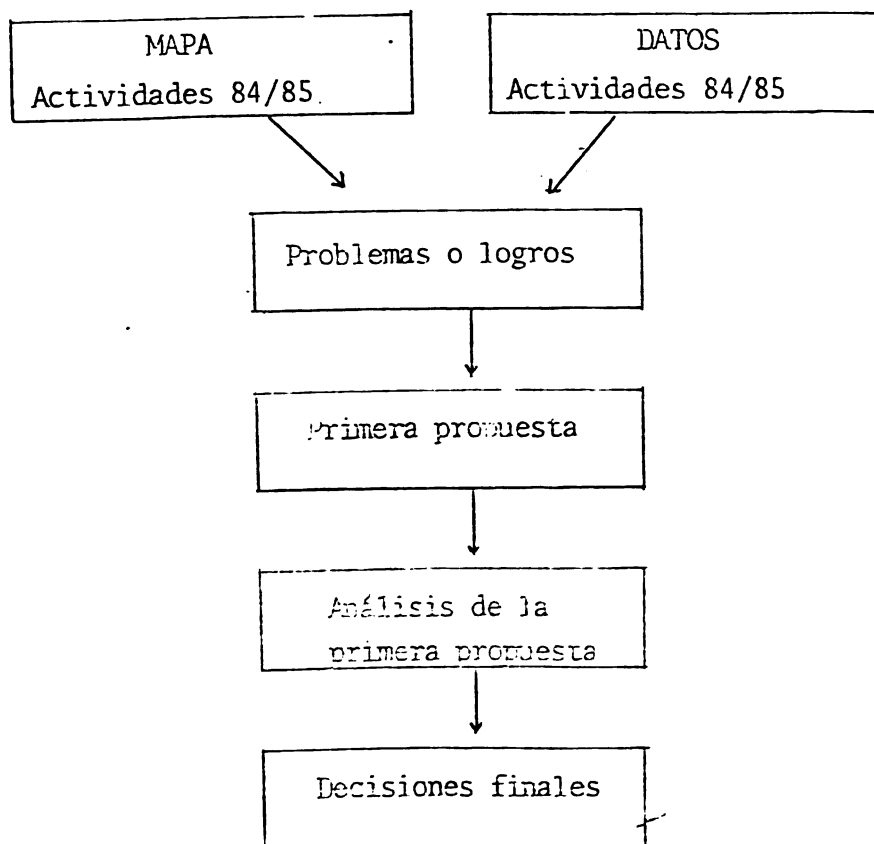 MAPA
Actividades 84/85.
DATOS
Actividades 84/85
Problemas o logros
Primera propuesta
Análisis de la
primera propuesta
Decisiones finales